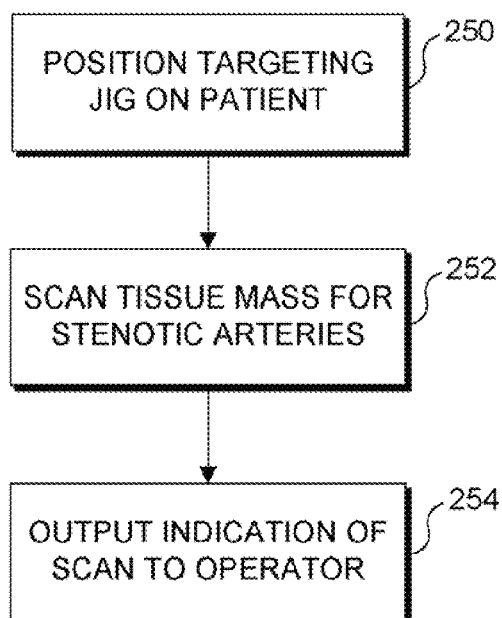 POSITION TARGETING
JIG ON PATIENT
250
SCAN TISSUE MASS FOR
STENOTIC ARTERIES
252
OUTPUT INDICATION OF
SCAN TO OPERATOR
254